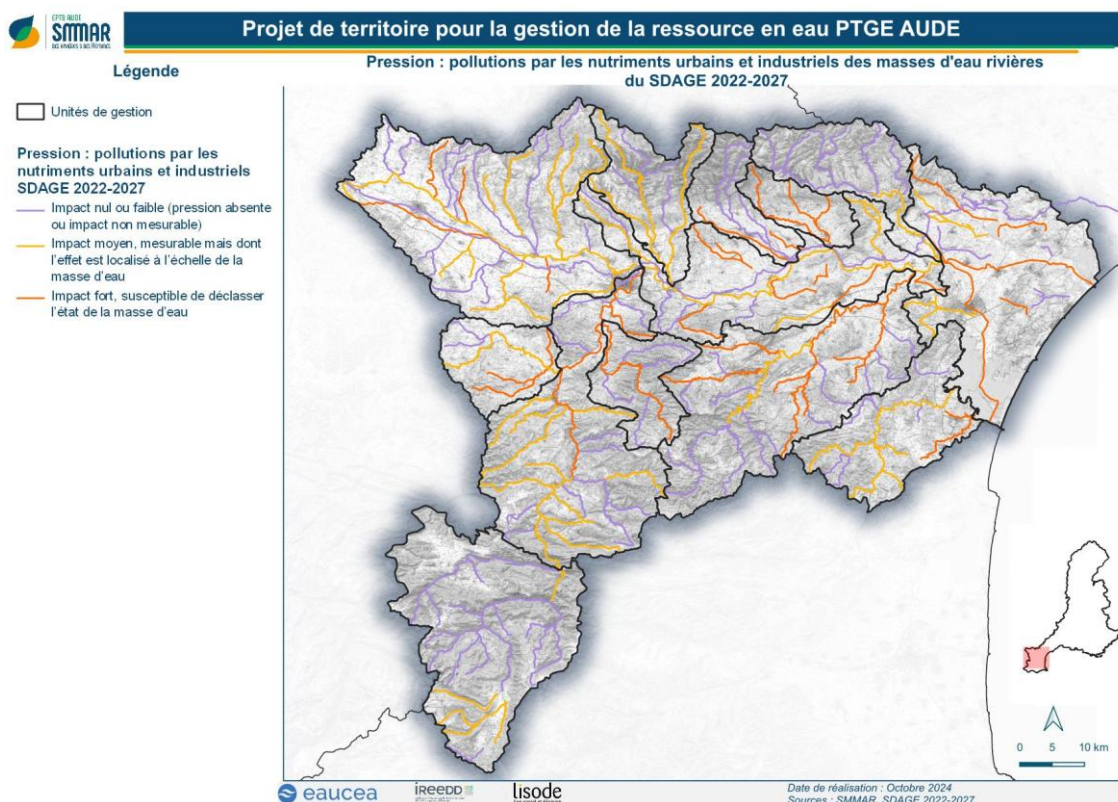 EPTB AUDE
SMMAR
Projet de territoire pour la gestion de la ressource en eau PTGE AUDE
Légende
Pression : pollutions par les nutriments urbains et industriels des masses d'eau rivières
du SDAGE 2022-2027
Unités de gestion
Pression : pollutions par les
nutriments urbains et industriels
SDAGE 2022-2027
Impact nul ou faible (pression absente
ou impact non mesurable)
Impact moyen, mesurable mais dont
l'effet est localisé à l'échelle de la
masse d'eau
Impact fort, susceptible de déclasser
l'état de la masse d'eau
0 5 10 km
eaucea
iREEDD
lisode
Date de réalisation : Octobre 2024
Sources : SMMAR, SDAGE 2022-2027